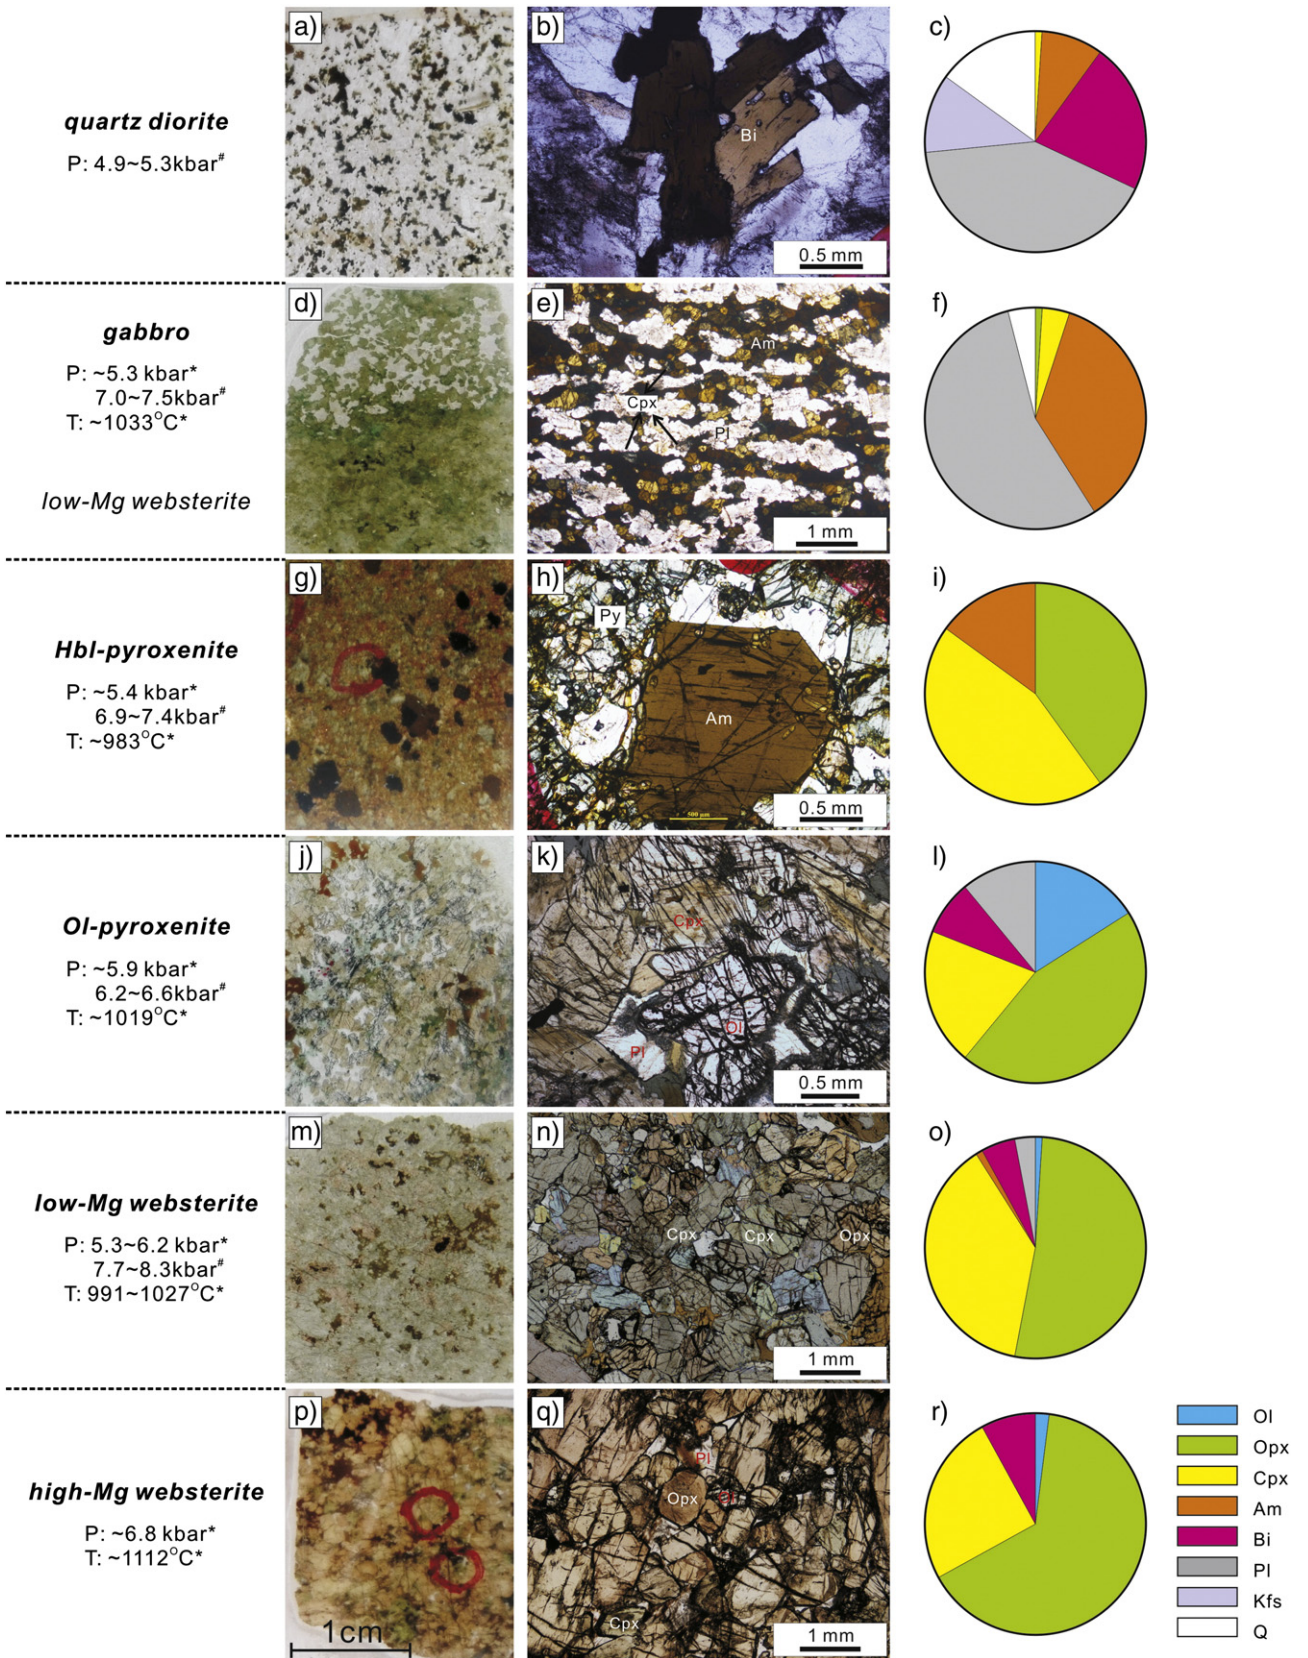 a)
b)
c)
quartz diorite
P: 4.9~5.3kbar#
Bi
0.5 mm
d)
e)
f)
gabbro
P: ~5.3 kbar*
7.0~7.5kbar#
T: ~1033°C*
low-Mg websterite
Am
Cpx
Pl
1 mm
g)
h)
i)
Hbl-pyroxenite
P: ~5.4 kbar*
6.9~7.4kbar#
T: ~983°C*
Py
Am
500 μm
0.5 mm
j)
k)
l)
Ol-pyroxenite
P: ~5.9 kbar*
6.2~6.6kbar#
T: ~1019°C*
Cpx
Ol
Pl
0.5 mm
m)
n)
o)
low-Mg websterite
P: 5.3~6.2 kbar*
7.7~8.3kbar#
T: 991~1027°C*
Cpx Cpx Opx
1 mm
p)
q)
r)
high-Mg websterite
P: ~6.8 kbar*
T: ~1112°C*
1cm
Pl
Opx
Ol
Cpx
1 mm
Ol
Opx
Cpx
Am
Bi
Pl
Kfs
Q